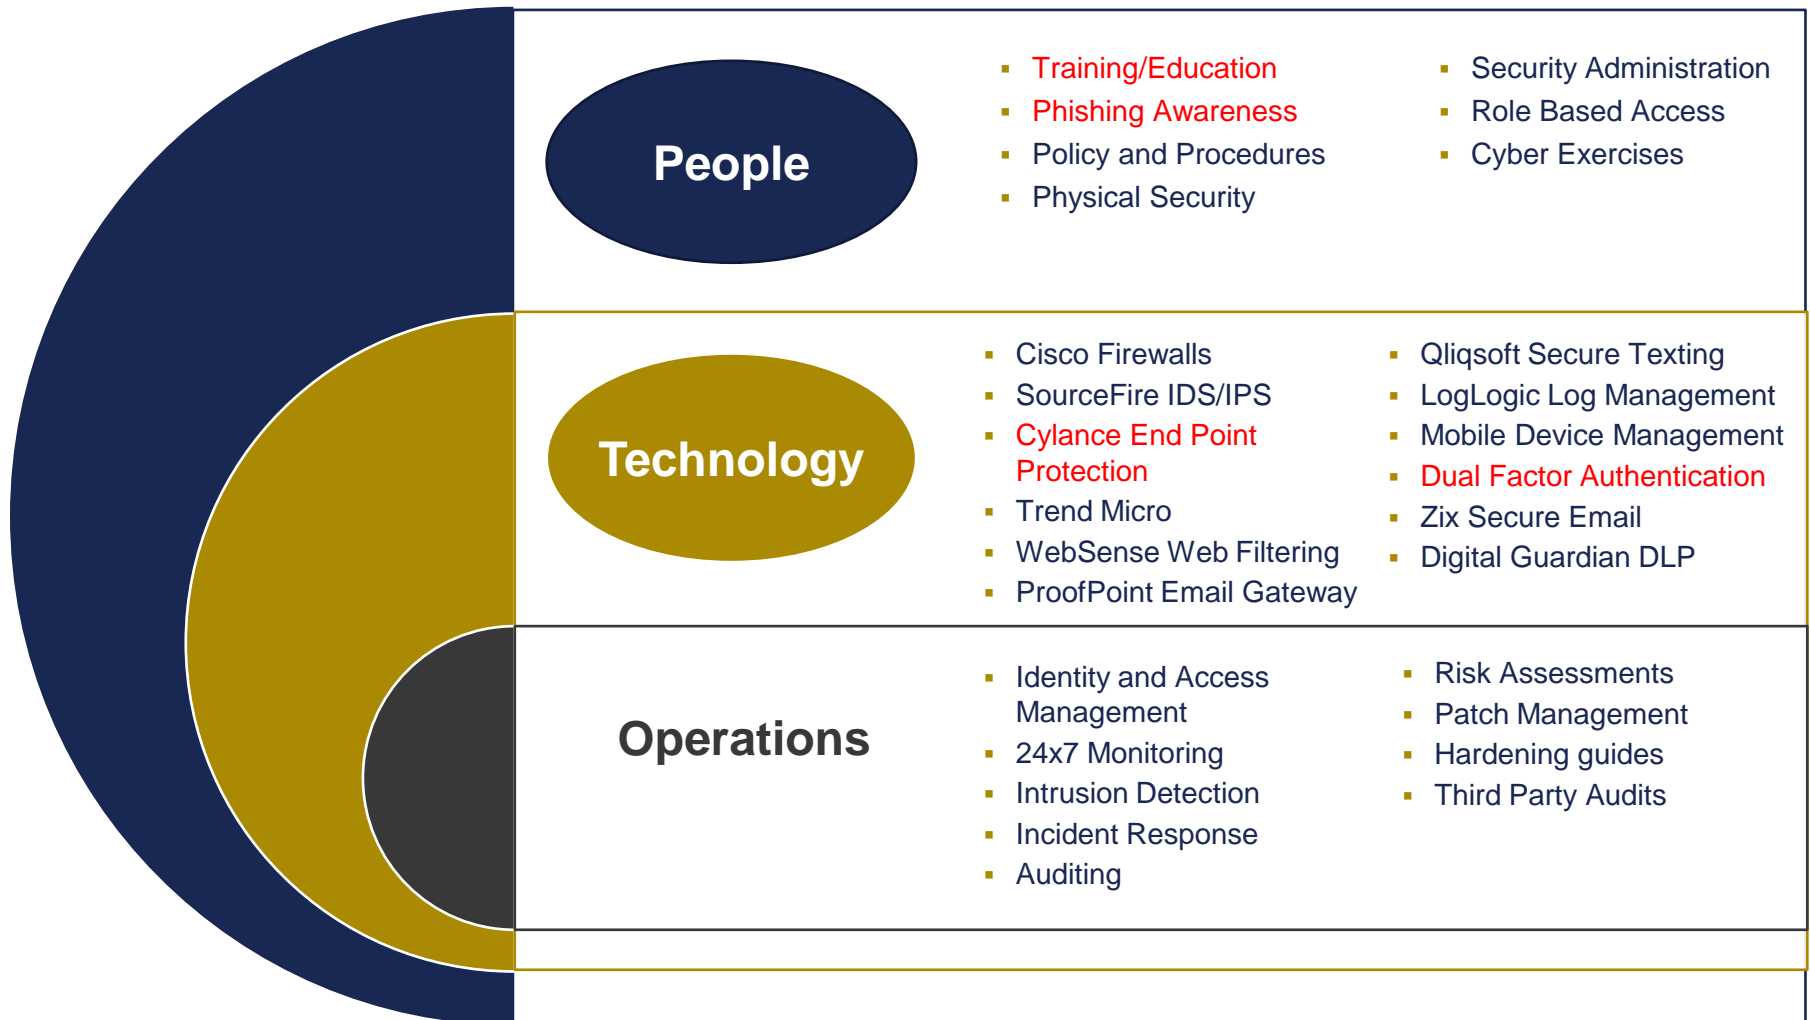 People
Training/Education
Phishing Awareness
Policy and Procedures
Physical Security
Security Administration
Role Based Access
Cyber Exercises
Technology
Cisco Firewalls
SourceFire IDS/IPS
Cylance End Point
Protection
Trend Micro
WebSense Web Filtering
ProofPoint Email Gateway
Qliqsoft Secure Texting
LogLogic Log Management
Mobile Device Management
Dual Factor Authentication
Zix Secure Email
Digital Guardian DLP
Operations
Identity and Access
Management
24x7 Monitoring
Intrusion Detection
Incident Response
Auditing
Risk Assessments
Patch Management
Hardening guides
Third Party Audits